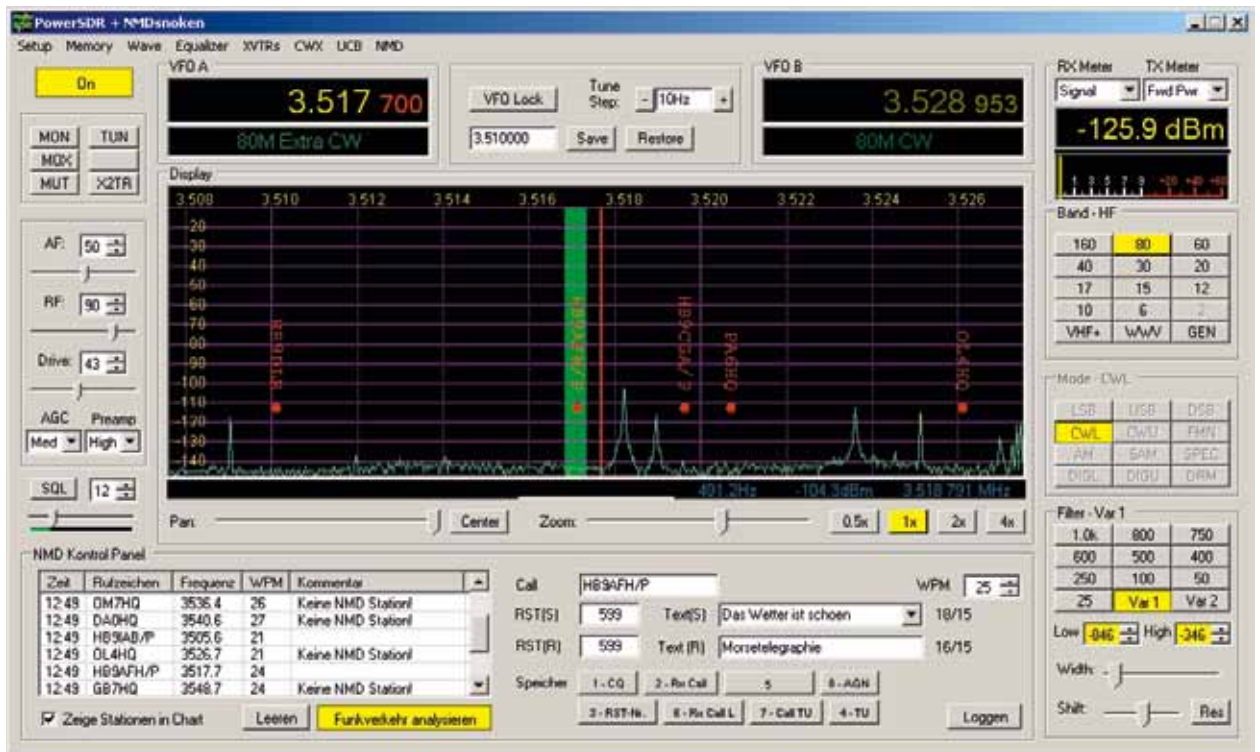 PowerSDR + NMDsnoken
Setup Memory Wave Equalizer XVTRs CWX UCB NMD
On
MON TUN
MOX
MUT X2TR
AF: 50
RF: 90
Drive: 43
AGC Preamp
Med High
SQL 12
VFO A
3.517 700
80M Extra CW
VFO Lock
Tune Step: - 10Hz +
3.510000 Save Restore
VFO B
3.528 953
80M CW
RX Meter TX Meter
Signal Fwd Pwr
-125.9 dBm
1 3 5 7 9 +20 +40 +60
Display
3.508 3.510 3.512 3.514 3.516 3.518 3.520 3.522 3.524 3.526
-20
-30
-40
-50
-60
-70
-80
-90
-100
-110
-120
-130
-140
HB9CGA/P
PA6HQ
OL4HQ
491.2Hz -104.3dBm 3.518 791 MHz
Pan: Center Zoom: 0.5x 1x 2x 4x
Band - HF
160 80 60
40 30 20
17 15 12
10 6 2
VHF+ WWV GEN
Mode - CWL
LSB USB DSB
CWL CWU FMN
AM SAM SPEC
DIGL DIGU DRM
Filter - Var 1
1.0k 800 750
600 500 400
250 100 50
25 Var 1 Var 2
Low -846 High -346
Width:
Shift: Res
NMD Kontrol Panel
Zeit Rufzeichen Frequenz WPM Kommentar
12:49 OM7HQ 3536.4 26 Keine NMD Station!
12:49 DA0HQ 3540.6 27 Keine NMD Station!
12:49 HB9IAB/P 3505.6 21
12:49 OL4HQ 3526.7 21 Keine NMD Station!
12:49 HB9AFH/P 3517.7 24
12:49 GB7HQ 3548.7 24 Keine NMD Station!
Zeige Stationen in Chart Leeren Funkverkehr analysieren
Call HB9AFH/P WPM 25
RST(S) 599 Text(S) Das Wetter ist schoen 18/15
RST(R) 599 Text (R) Morsetelegraphie 16/15
Speicher 1 - CQ 2 - Rx Call 5 8 - AGN
3 - RST-Nr. 6 - Rx Call L 7 - Call TU 4 - TU
Loggen